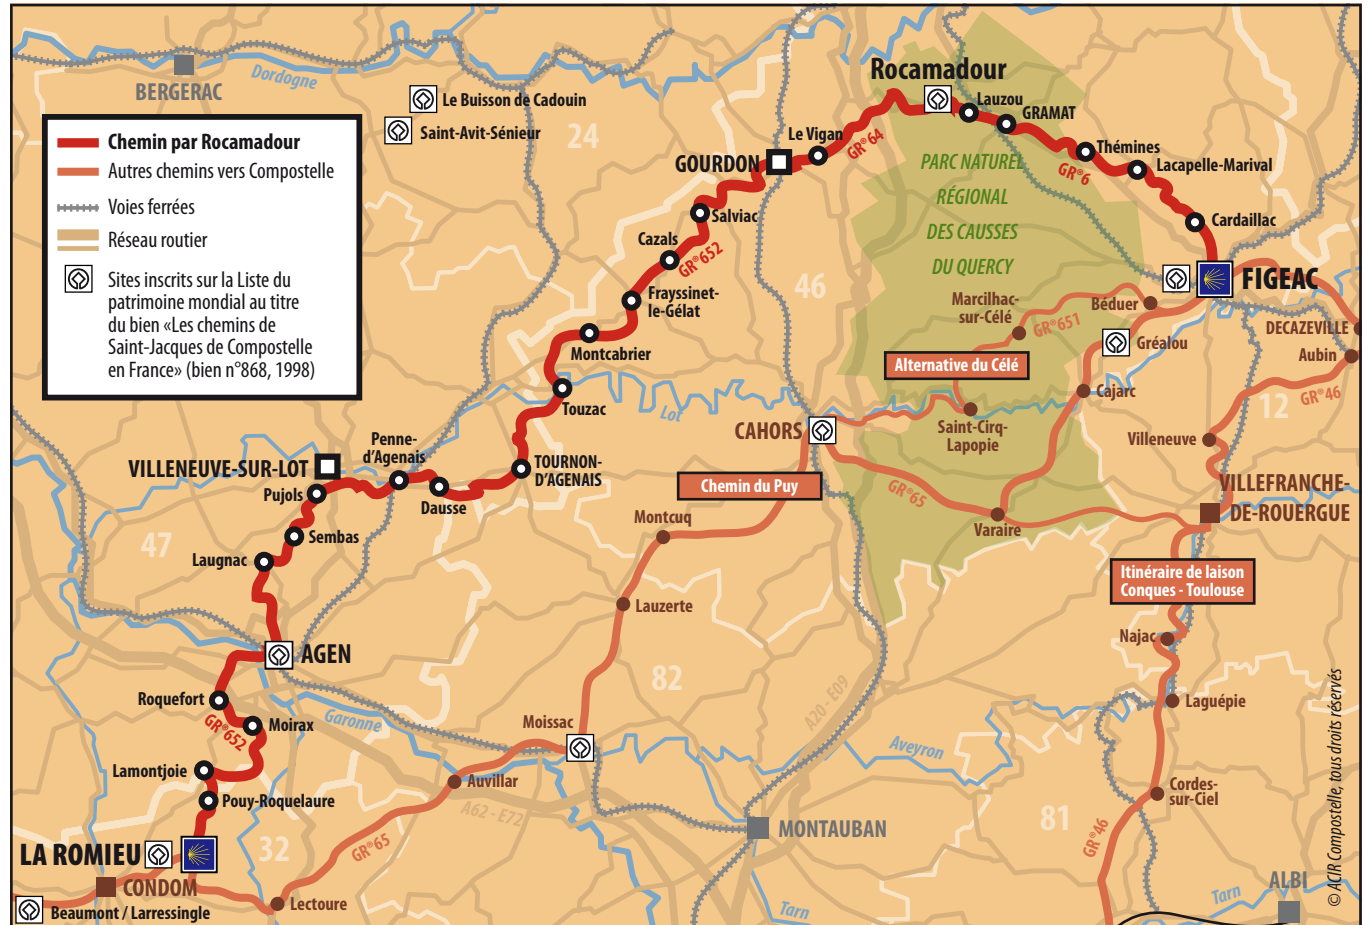 Rocamadour
Lauzou
GRAMAT
BERGERAC
Dordogne
Le Buisson de Cadouin
Saint-Avit-Sénieur
24
Chemin par Rocamadour
Autres chemins vers Compostelle
Voies ferrées
Réseau routier
Sites inscrits sur la Liste du
patrimoine mondial au titre
du bien «Les chemins de
Saint-Jacques de Compostelle
en France» (bien n°868, 1998)
Le Vigan
GR®64
GOURDON
Thémines
GR®6
Lacapelle-Marival
PARC NATUREL
RÉGIONAL
DES CAUSSES
DU QUERCY
Salviac
Cardaillac
Cazals
GR®652
FIGEAC
46
Frayssinet-
le-Gélat
Marcilhac-
sur-Célé
Béduer
GR®651
DECAZEVILLE
Gréalou
Aubin
Montcabrier
Alternative du Célé
Cajarc
GR®46
12
Touzac
Lot
CAHORS
Saint-Cirq-
Lapopie
Villeneuve
Penne-
d'Agenais
VILLENEUVE-SUR-LOT
Pujols
TOURNON-
D'AGENAIS
Dausse
Chemin du Puy
GR®65
VILLEFRANCHE-
DE-ROUERGUE
Montcuq
Varaire
Sembas
47
Laugnac
Itinéraire de laison
Conques - Toulouse
Lauzerte
Najac
AGEN
82
A20 - E09
Roquefort
GR®652
Moirax
Garonne
Moissac
Laguépie
Aveyron
Lamontjoie
Auvillar
Pouy-Roquelaure
A62 - E72
Cordes-
sur-Ciel
MONTAUBAN
81
GR®46
LA ROMIEU
32
GR®65
CONDOM
ALBI
Lectoure
Beaumont / Larressingle
Tarn
Tarn
© ACIR Compostelle, tous droits réservés